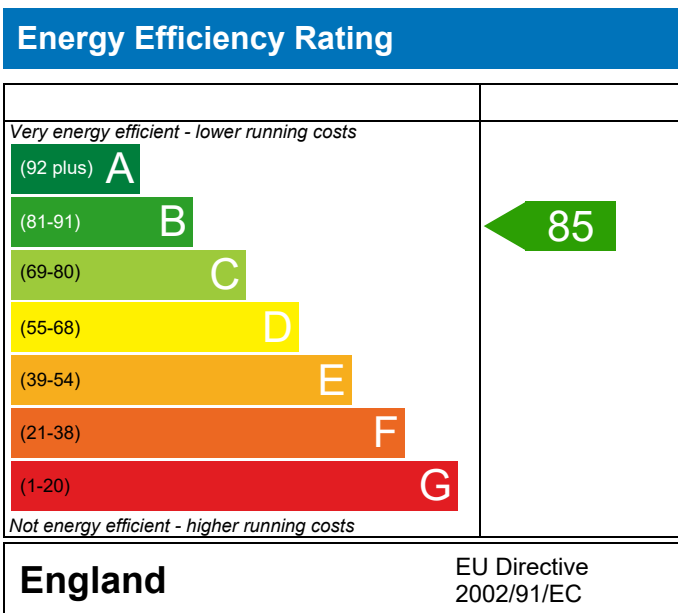 Energy Efficiency Rating
Very energy efficient - lower running costs
(92 plus) A
(81-91) B
85
(69-80) C
(55-68) D
(39-54) E
(21-38) F
(1-20) G
Not energy efficient - higher running costs
England
EU Directive
2002/91/EC